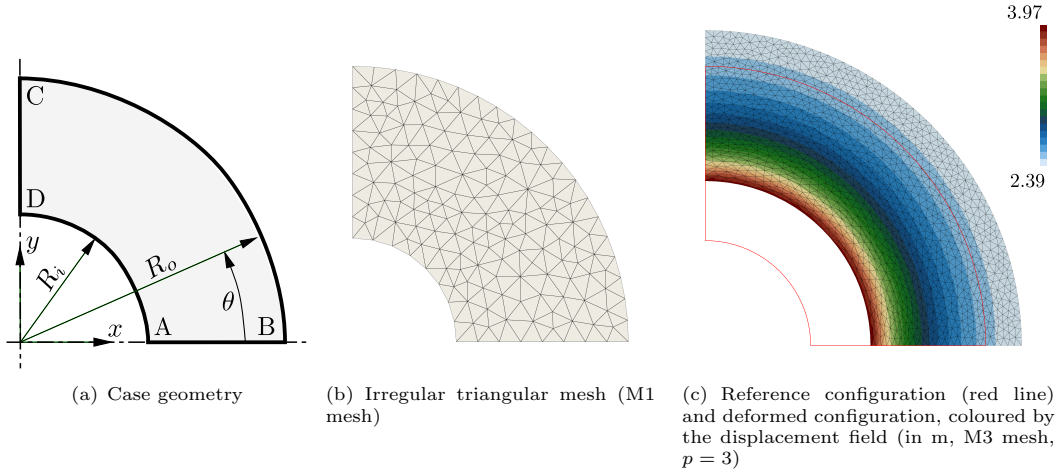 C
D
y
R_i
R_o
θ
x
A
B
3.97
2.39
(a) Case geometry
(b) Irregular triangular mesh (M1
mesh)
(c) Reference configuration (red line)
and deformed configuration, coloured by
the displacement field (in m, M3 mesh,
p = 3)